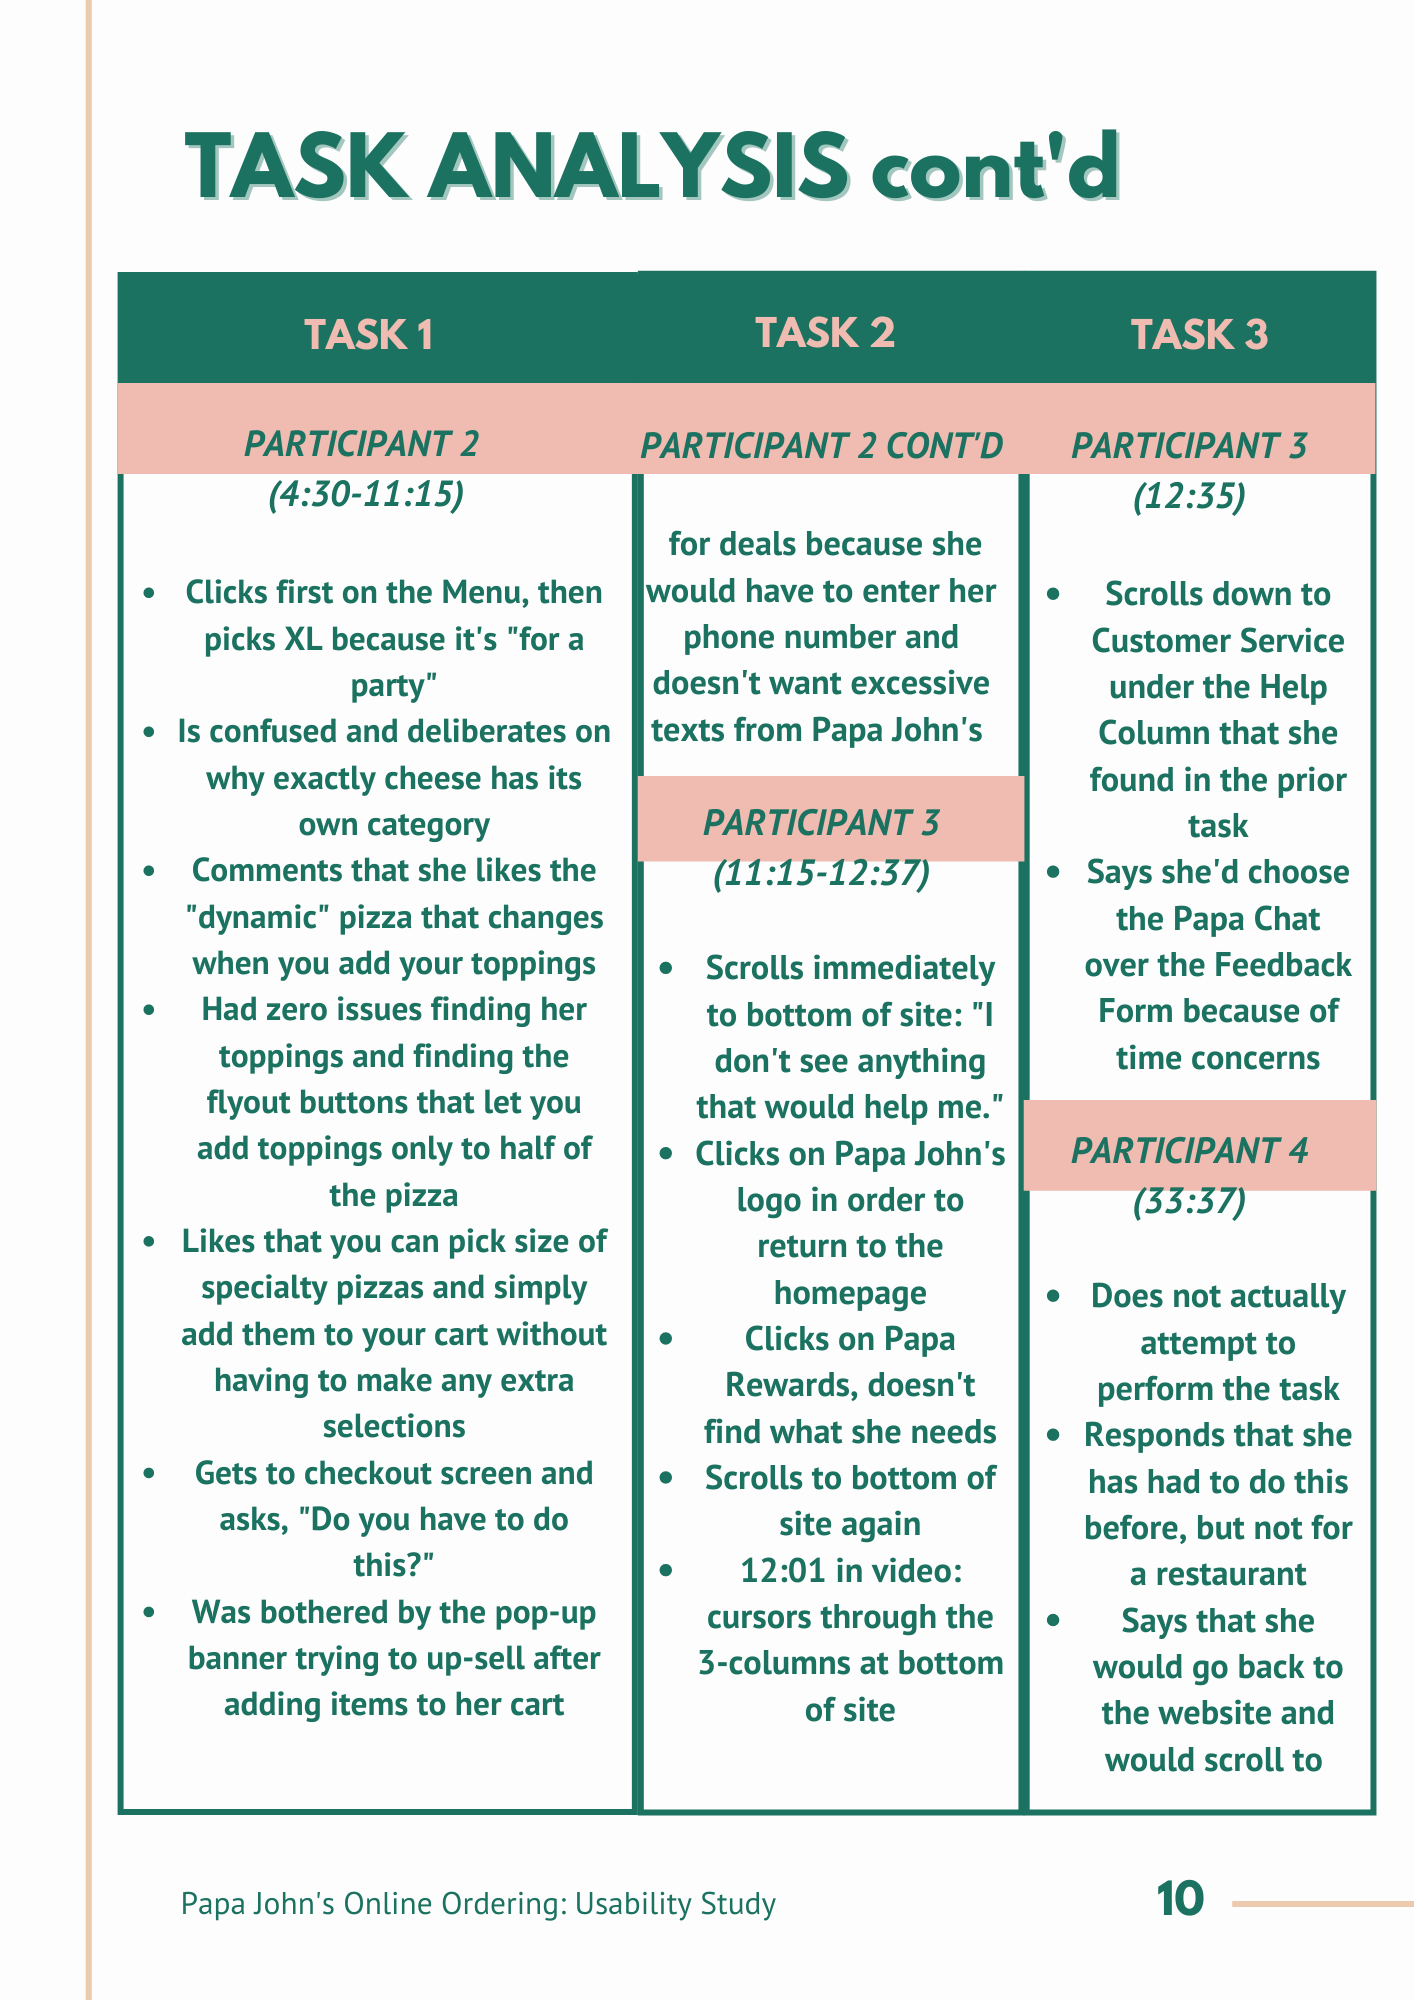 TASK ANALYSIS cont'd
TASK 1
PARTICIPANT 2
(4:30-11:15)
• Clicks first on the Menu, then
picks XL because it's "for a
party"
• Is confused and deliberates on
why exactly cheese has its
own category
• Comments that she likes the
"dynamic" pizza that changes
when you add your toppings
• Had zero issues finding her
toppings and finding the
flyout buttons that let you
add toppings only to half of
the pizza
• Likes that you can pick size of
specialty pizzas and simply
add them to your cart without
having to make any extra
selections
• Gets to checkout screen and
asks, "Do you have to do
this?"
• Was bothered by the pop-up
banner trying to up-sell after
adding items to her cart
TASK 2
PARTICIPANT 2 CONT'D
for deals because she
would have to enter her
phone number and
doesn't want excessive
texts from Papa John's
PARTICIPANT 3
(11:15-12:37)
• Scrolls immediately
to bottom of site: "I
don't see anything
that would help me."
• Clicks on Papa John's
logo in order to
return to the
homepage
• Clicks on Papa
Rewards, doesn't
find what she needs
• Scrolls to bottom of
site again
• 12:01 in video:
cursors through the
3-columns at bottom
of site
TASK 3
PARTICIPANT 3
(12:35)
• Scrolls down to
Customer Service
under the Help
Column that she
found in the prior
task
• Says she'd choose
the Papa Chat
over the Feedback
Form because of
time concerns
PARTICIPANT 4
(33:37)
• Does not actually
attempt to
perform the task
• Responds that she
has had to do this
before, but not for
a restaurant
• Says that she
would go back to
the website and
would scroll to
Papa John's Online Ordering: Usability Study
10